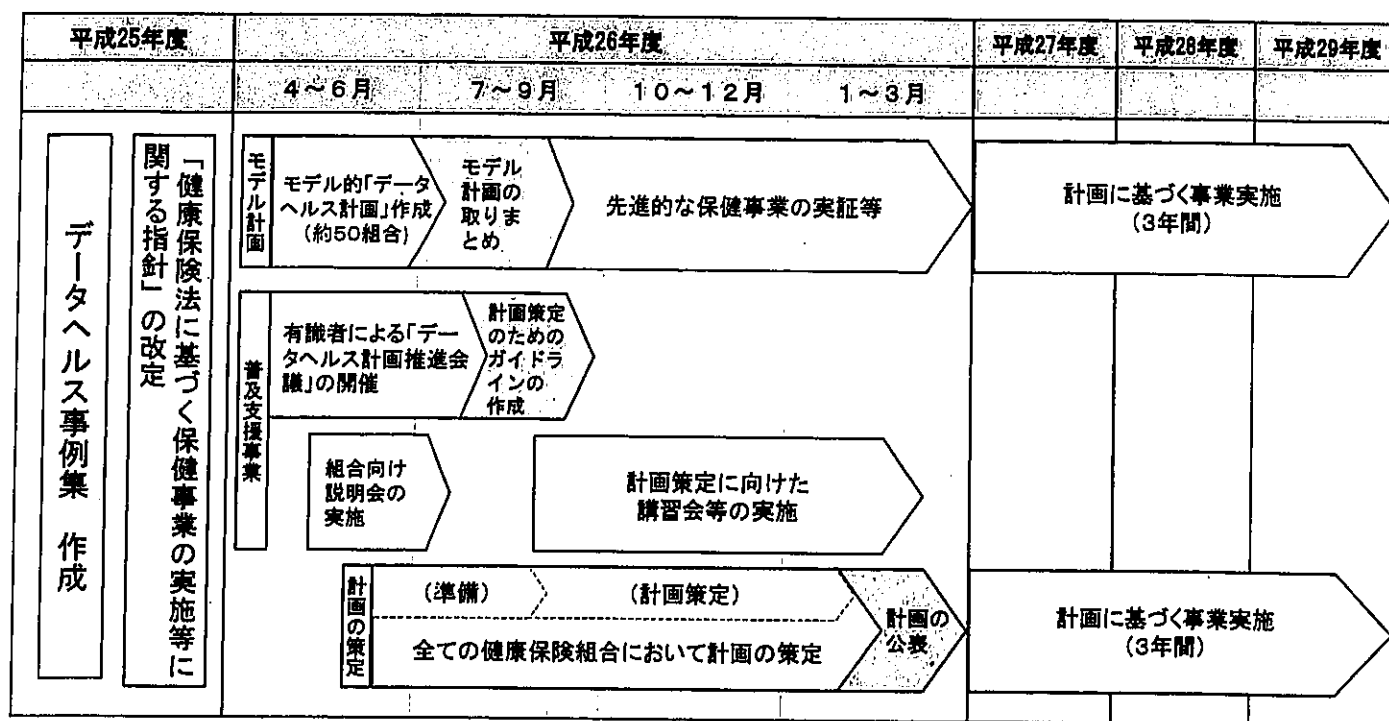 平成25年度
平成26年度
平成27年度
平成28年度
平成29年度
4～6月
7～9月
10～12月
1～3月
データヘルス事例集 作成
「健康保険法に基づく保健事業の実施等に
関する指針」の改定
モデル計画
モデル的「データ
ヘルス計画」作成
(約50組合)
モデル
計画の
取りま
とめ
先進的な保健事業の実証等
計画に基づく事業実施
(3年間)
普及支援事業
有識者による「デー
タヘルス計画推進会
議」の開催
計画策定
のための
ガイドラ
インの
作成
組合向け
説明会の
実施
計画策定に向けた
講習会等の実施
計画の策定
(準備)
(計画策定)
全ての健康保険組合において計画の策定
計画の
公表
計画に基づく事業実施
(3年間)